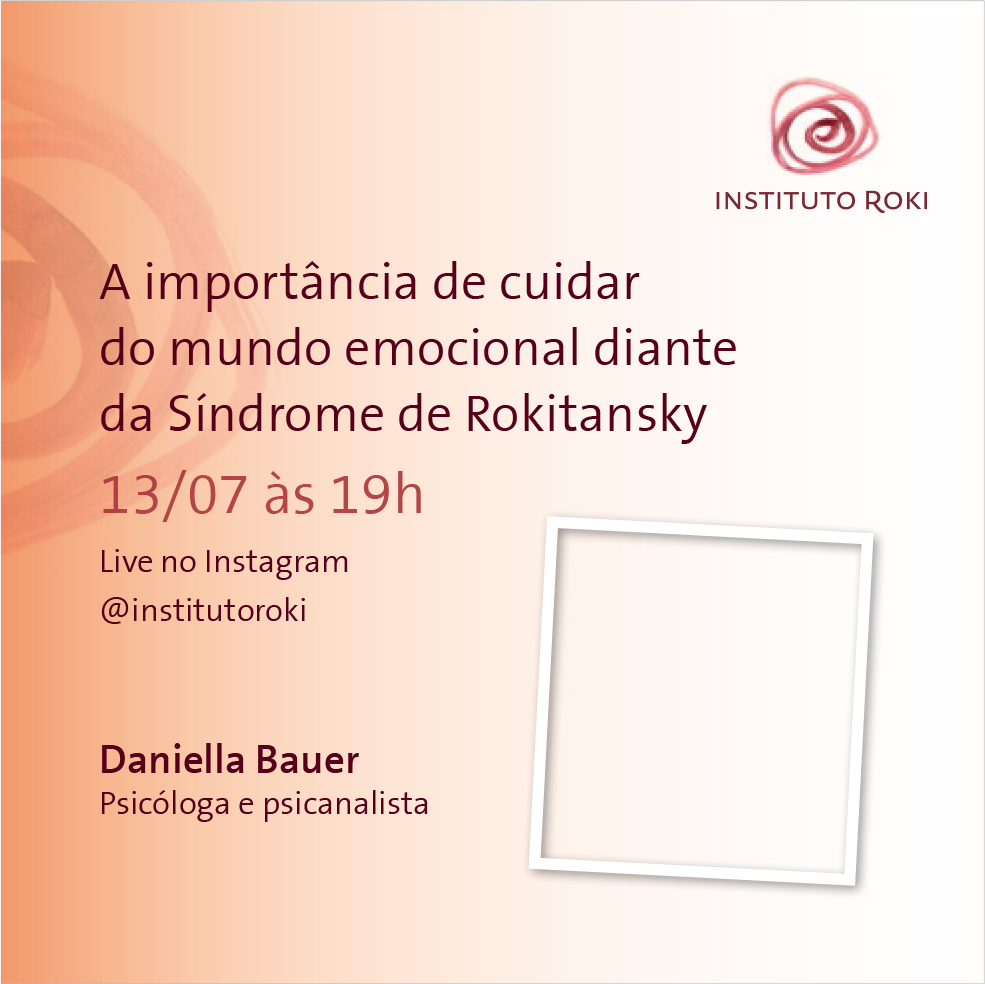 INSTITUTO ROKI
A importância de cuidar
do mundo emocional diante
da Síndrome de Rokitansky
13/07 às 19h
Live no Instagram
@institutoroki
Daniella Bauer
Psicóloga e psicanalista